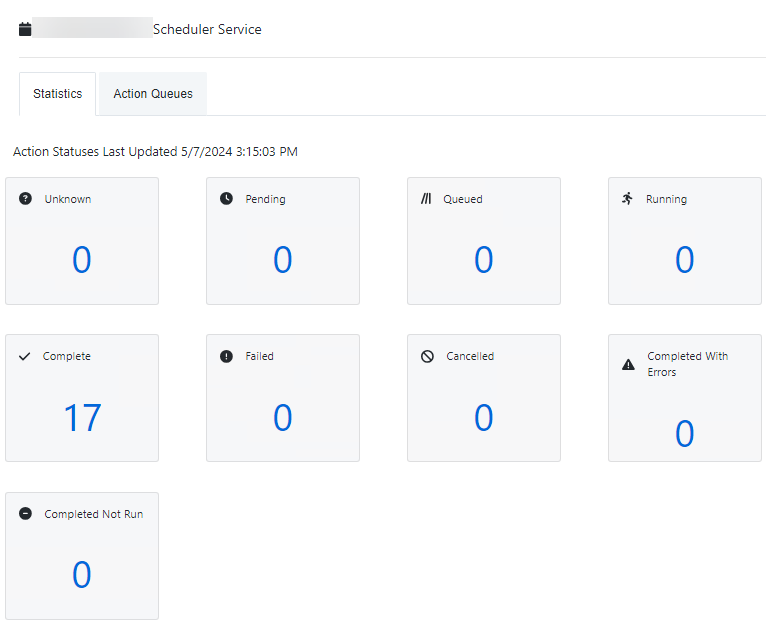 Scheduler Service
Statistics
Action Queues
Action Statuses Last Updated 5/7/2024 3:15:03 PM
Unknown
0
Pending
0
Queued
0
Running
0
Complete
17
Failed
0
Cancelled
0
Completed With
Errors
0
Completed Not Run
0